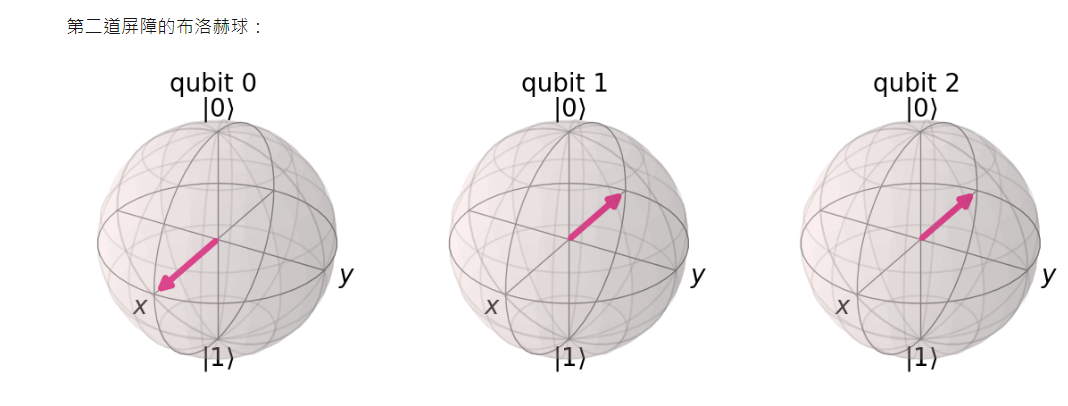 第二道屏障的布洛赫球：
qubit 0
|0⟩
x
y
|1⟩
qubit 1
|0⟩
x
y
|1⟩
qubit 2
|0⟩
x
y
|1⟩